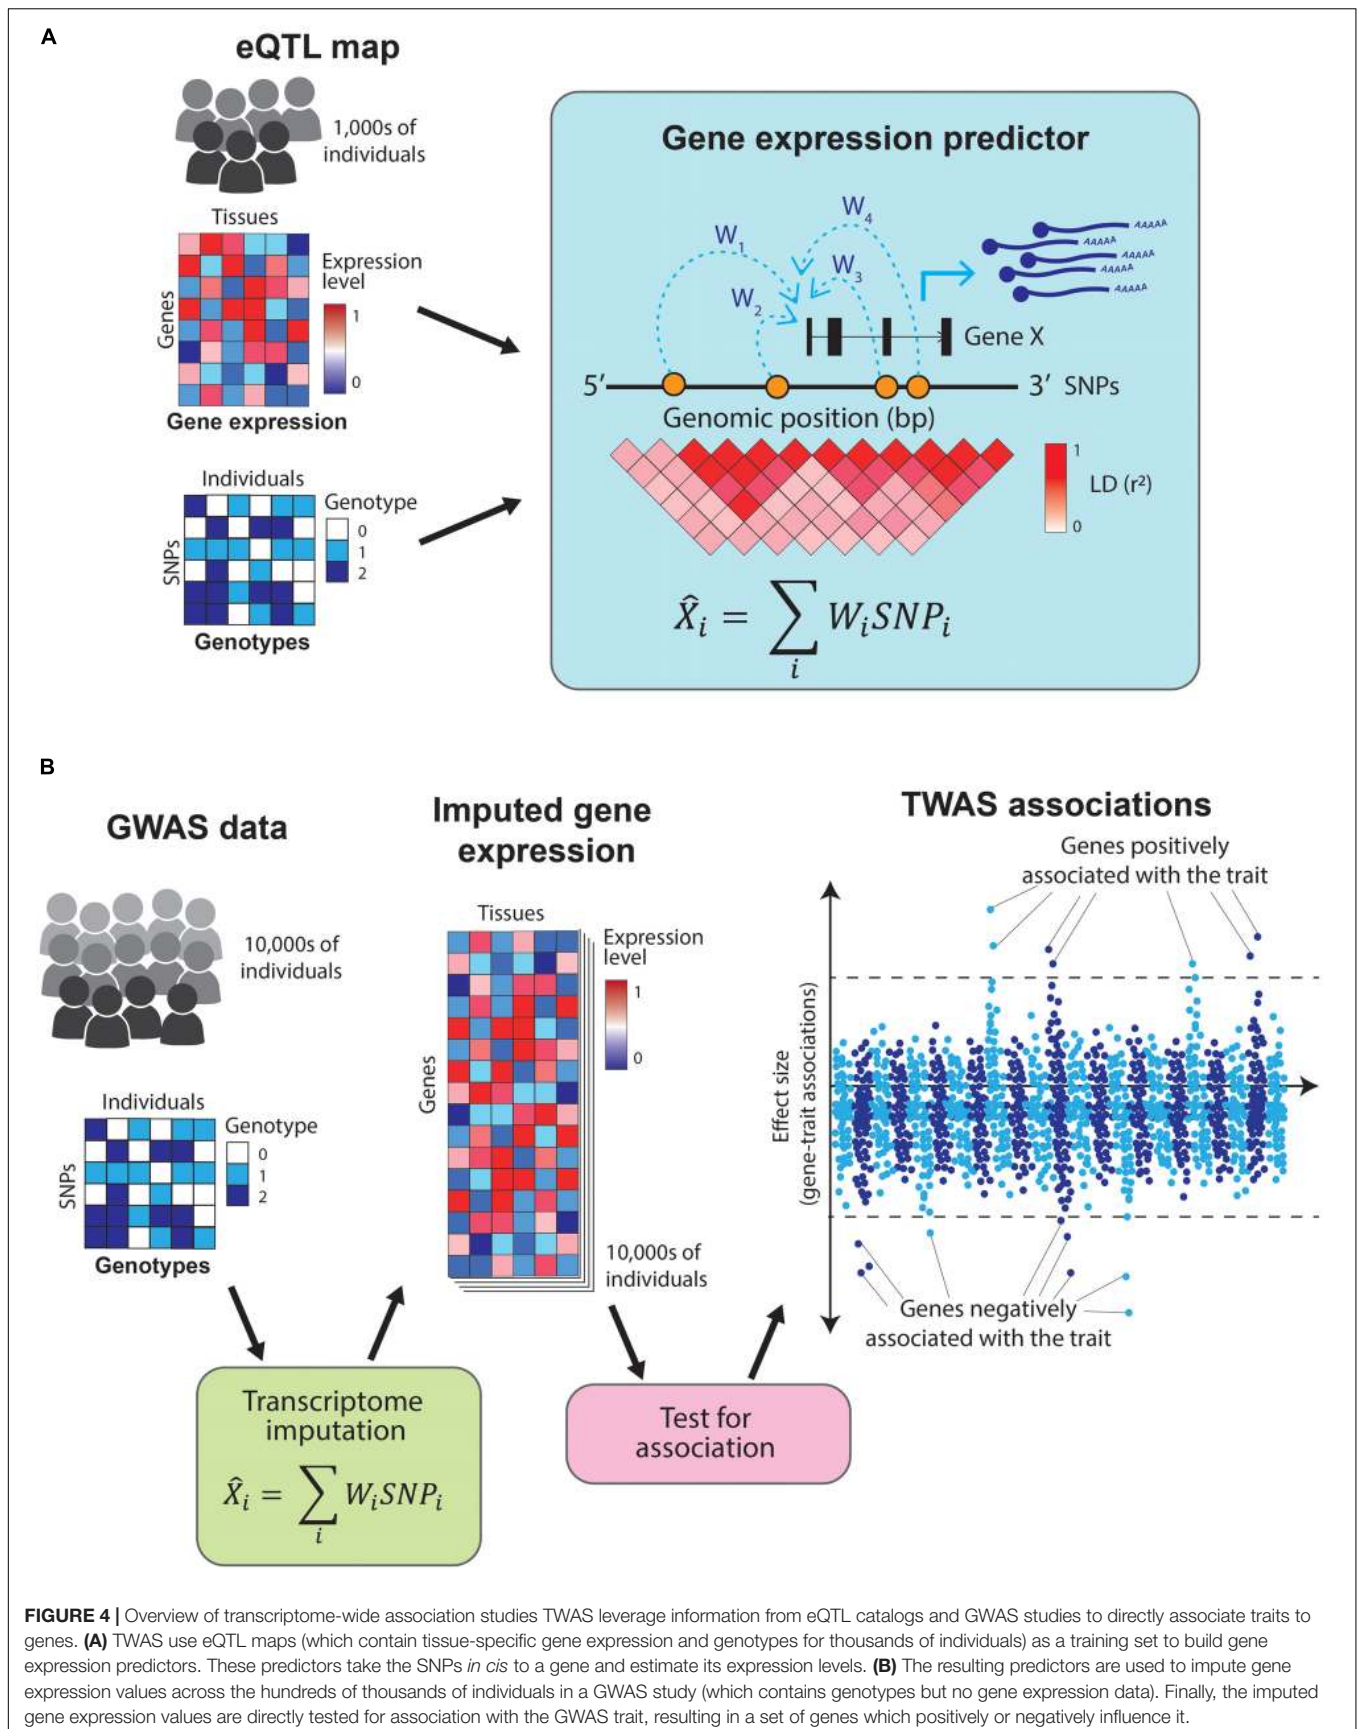 A
eQTL map
1,000s of
individuals
Tissues
Genes
Expression
level
1
0
Gene expression
Individuals
SNPs
Genotype
0
1
2
Genotypes
Gene expression predictor
W1
W2
W3
W4
AAAAA
AAAAA
AAAAA
AAAAA
AAAAA
Gene X
5′
3′ SNPs
Genomic position (bp)
1
LD (r²)
0
X̂i = ∑i WiSNPi
B
GWAS data
10,000s of
individuals
Individuals
SNPs
Genotype
0
1
2
Genotypes
Transcriptome
imputation
X̂i = ∑i WiSNPi
Imputed gene
expression
Tissues
Genes
Expression
level
1
0
10,000s of
individuals
Test for
association
TWAS associations
Genes positively
associated with the trait
Effect size
(gene-trait associations)
Genes negatively
associated with the trait
FIGURE 4 | Overview of transcriptome-wide association studies TWAS leverage information from eQTL catalogs and GWAS studies to directly associate traits to
genes. (A) TWAS use eQTL maps (which contain tissue-specific gene expression and genotypes for thousands of individuals) as a training set to build gene
expression predictors. These predictors take the SNPs in cis to a gene and estimate its expression levels. (B) The resulting predictors are used to impute gene
expression values across the hundreds of thousands of individuals in a GWAS study (which contains genotypes but no gene expression data). Finally, the imputed
gene expression values are directly tested for association with the GWAS trait, resulting in a set of genes which positively or negatively influence it.